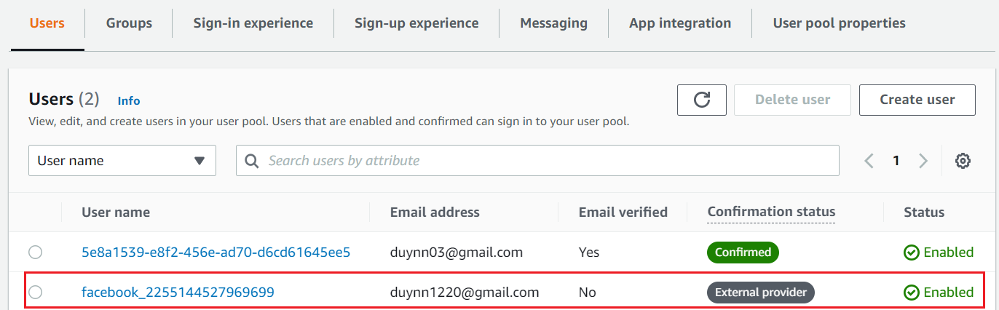 Users Groups Sign-in experience Sign-up experience Messaging App integration User pool properties
Users (2) Info Delete user Create user
View, edit, and create users in your user pool. Users that are enabled and confirmed can sign in to your user pool.
User name Search users by attribute 1
User name Email address Email verified Confirmation status Status
5e8a1539-e8f2-456e-ad70-d6cd61645ee5 duynn03@gmail.com Yes Confirmed Enabled
facebook_2255144527969699 duynn1220@gmail.com No External provider Enabled